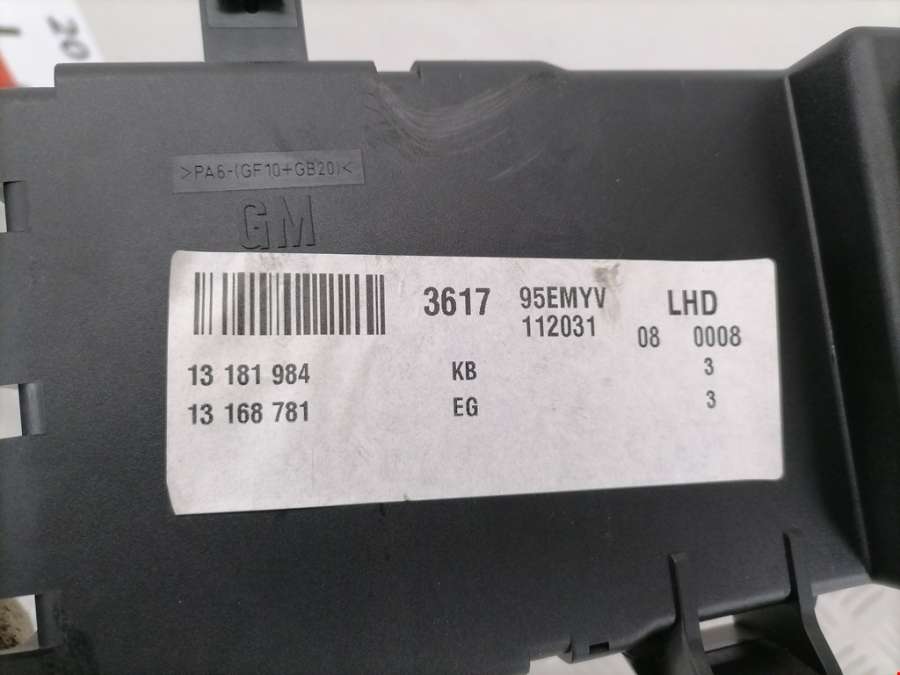 20
>PA6-(GF10+GB20)<
GM
3617 95EMYV LHD
112031 08 0008
13 181 984 KB 3
13 168 781 EG 3